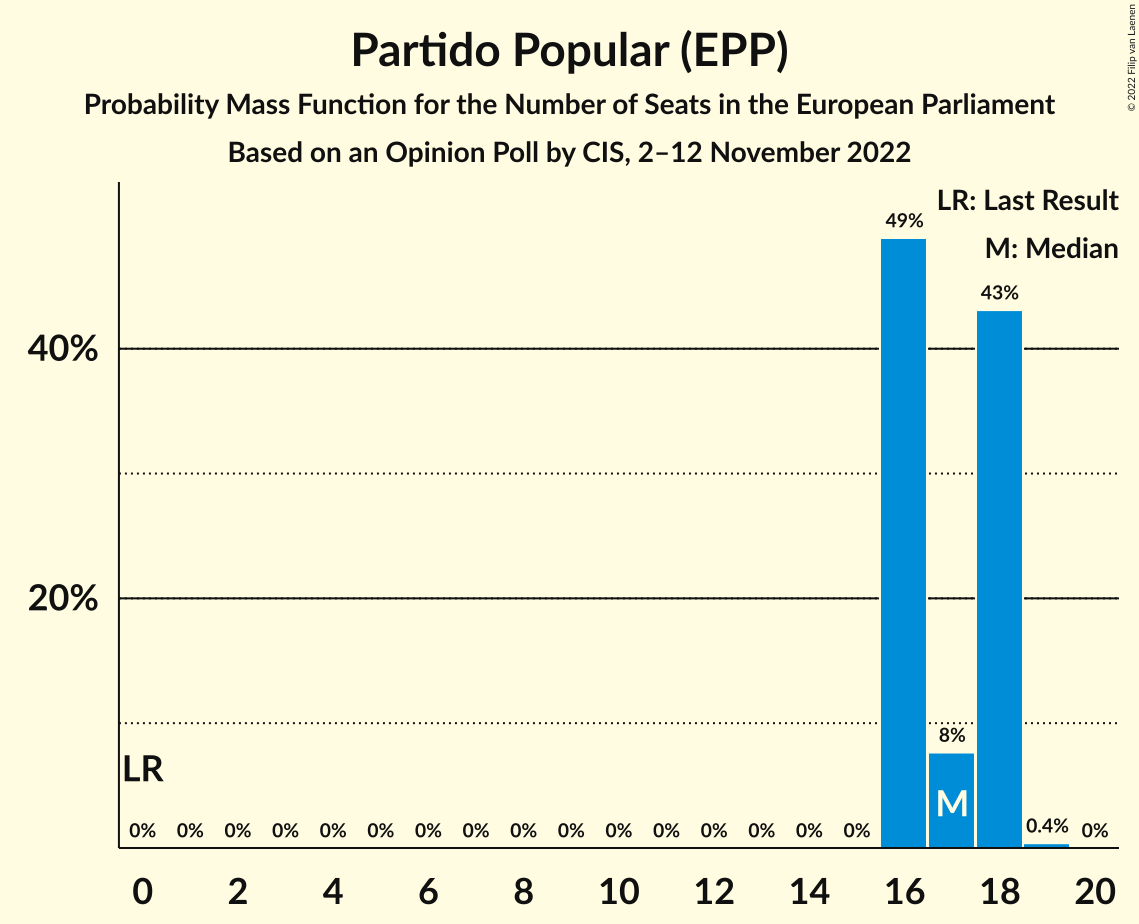 Partido Popular (EPP)
Probability Mass Function for the Number of Seats in the European Parliament
Based on an Opinion Poll by CIS, 2–12 November 2022
© 2022 Filip van Laenen
LR: Last Result
M: Median
49%
43%
40%
20%
8%
LR
M
0% 0% 0% 0% 0% 0% 0% 0% 0% 0% 0% 0% 0% 0% 0% 0% 0.4% 0%
0 2 4 6 8 10 12 14 16 18 20